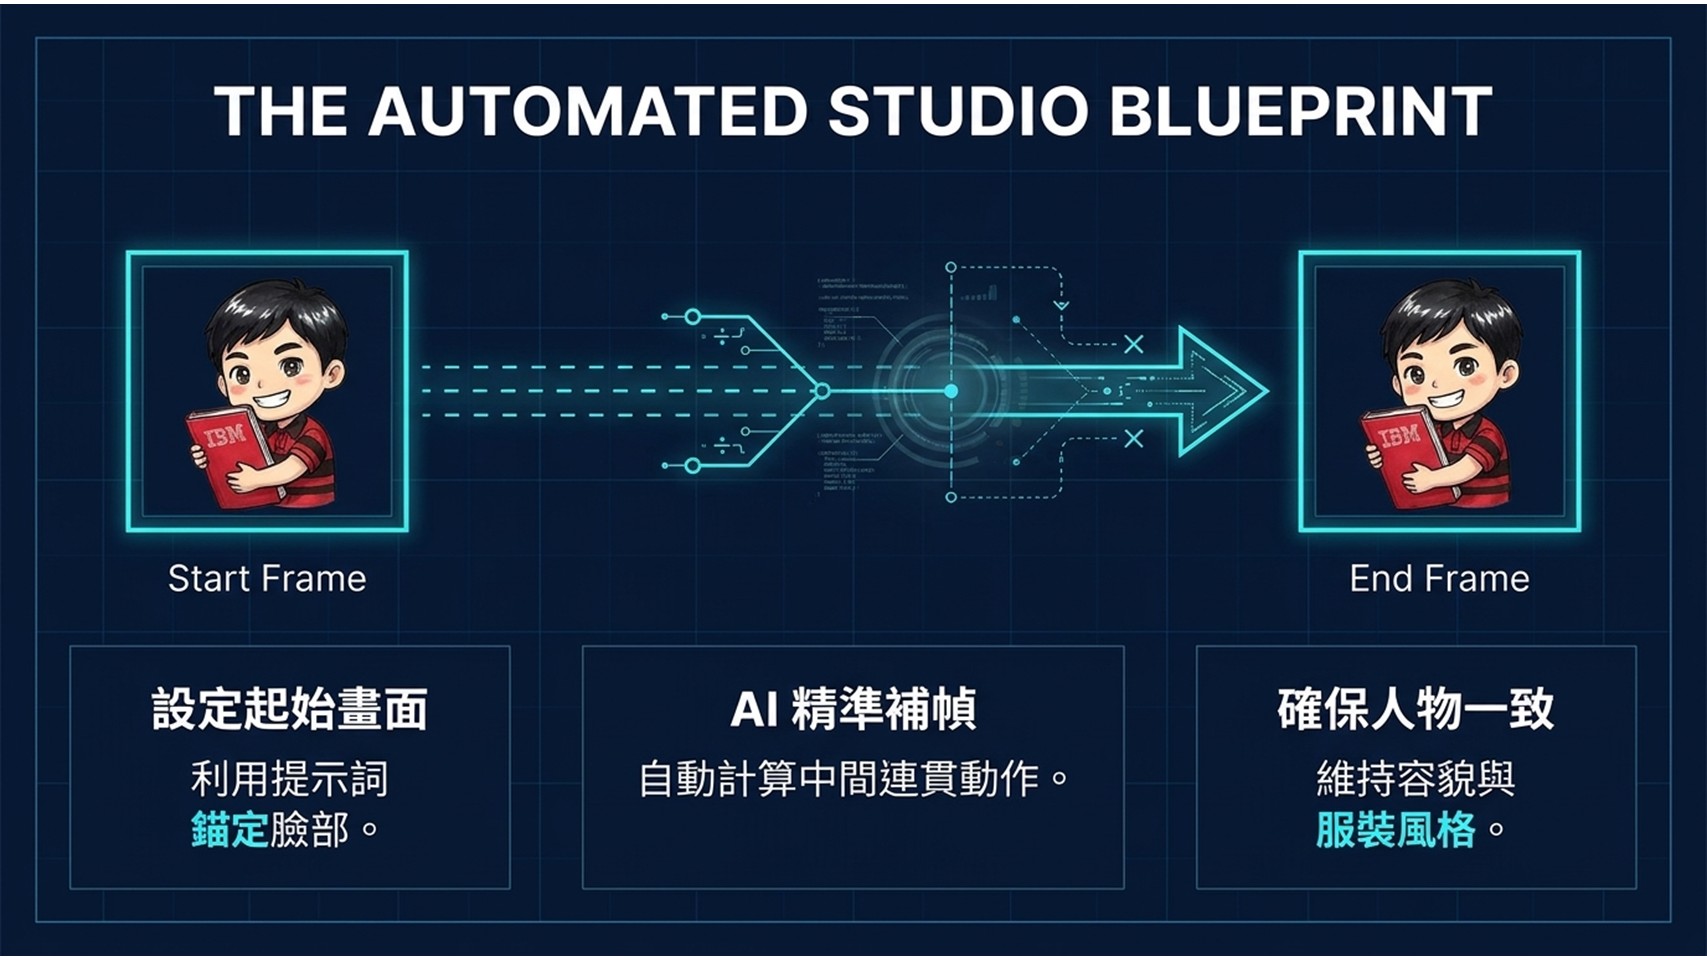 THE AUTOMATED STUDIO BLUEPRINT
IBM
IBM
Start Frame
End Frame
設定起始畫面
利用提示詞
錨定臉部。
AI 精準補幀
自動計算中間連貫動作。
確保人物一致
維持容貌與
服裝風格。